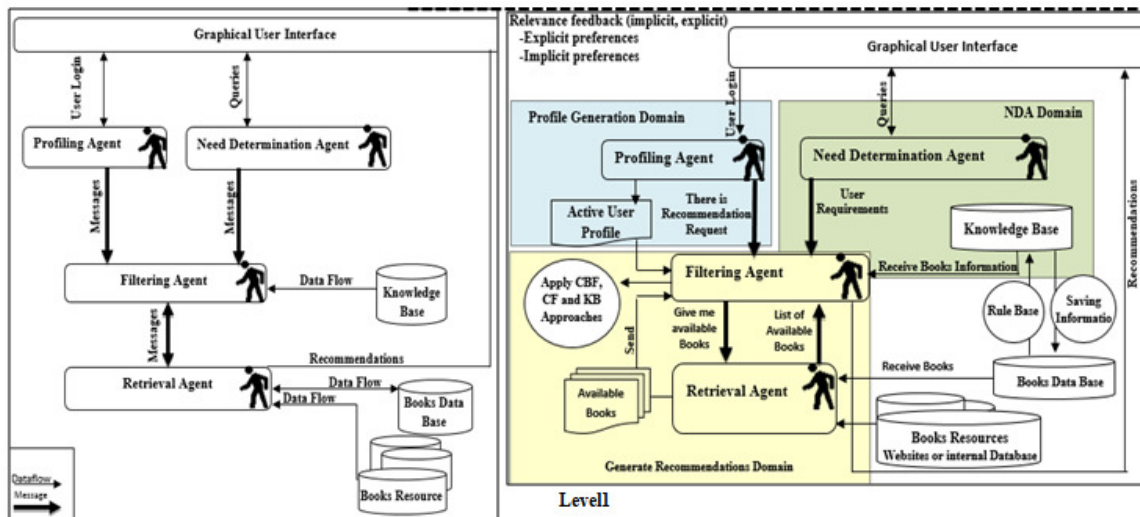 Graphical User Interface
User Login
Queries
Profiling Agent
Need Determination Agent
Messages
Messages
Filtering Agent
Data Flow
Knowledge
Base
Messages
Recommendations
Retrieval Agent
Data Flow
Data Flow
Books Data
Base
Books Resource
Dataflow
Message
Relevance feedback (implicit, explicit)
-Explicit preferences
-Implicit preferences
Graphical User Interface
User Login
Queries
Profile Generation Domain
NDA Domain
Profiling Agent
Need Determination Agent
Active User
Profile
There is
Recommendation
Request
User
Requirements
Knowledge Base
Recommendations
Filtering Agent
Receive Books Information
Apply CBF,
CF and KB
Approaches
Send
Give me
available
Books
List of
Available
Books
Rule Base
Saving
Informatio
Available
Books
Retrieval Agent
Receive Books
Books Data Base
Books Resources
Websites or internal Database
Generate Recommendations Domain
Level1